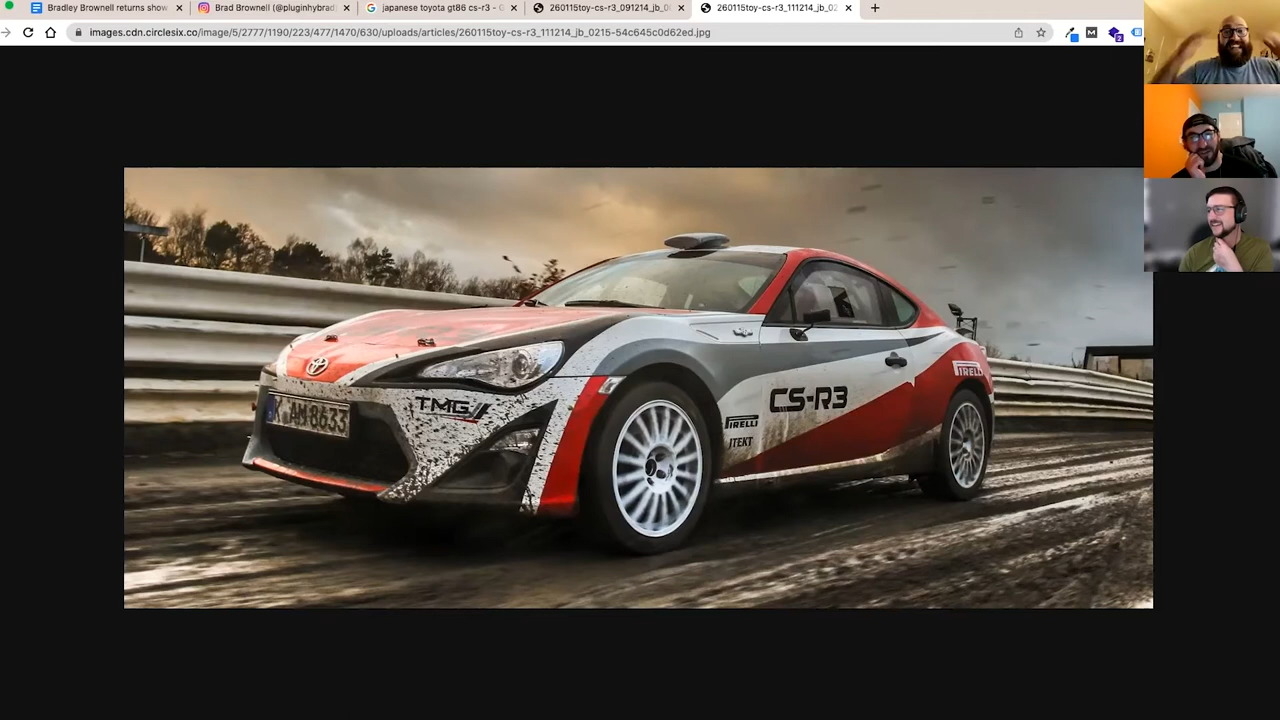 Bradley Brownell returns show
Brad Brownell (@pluginhybrad
japanese toyota gt86 cs-r3 - G
260115toy-cs-r3_091214_jb_0
260115toy-cs-r3_111214_jb_02
images.cdn.circlesix.co/image/5/2777/1190/223/477/1470/630/uploads/articles/260115toy-cs-r3_111214_jb_0215-54c645c0d62ed.jpg
TMG
K AM 8633
CS-R3
PIRELLI
JTEKT
PIRELLI